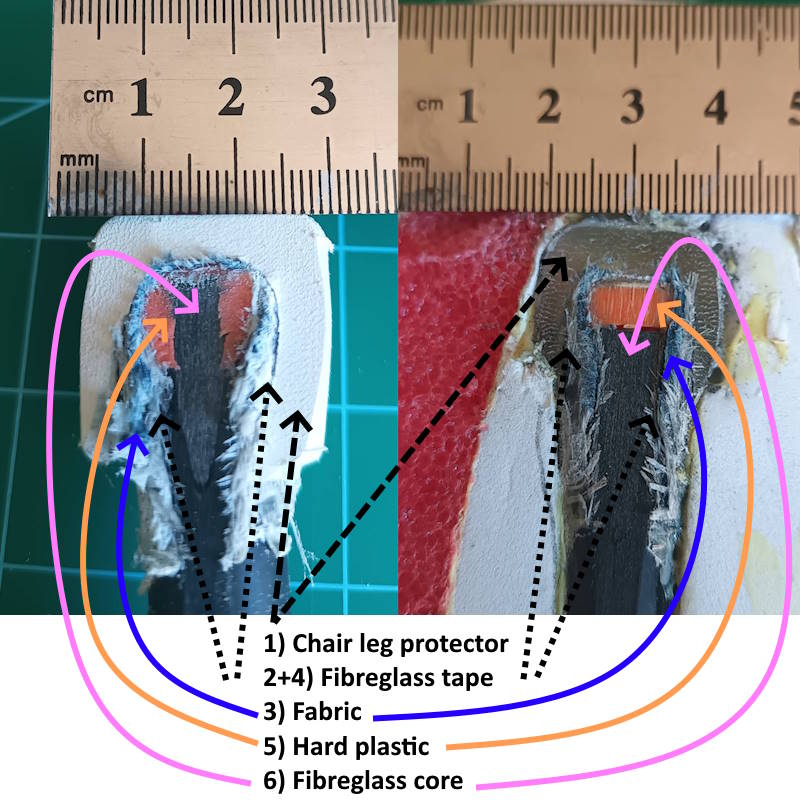 cm 1 2 3
mm
cm 1 2 3 4 5
mm
1) Chair leg protector
2+4) Fibreglass tape
3) Fabric
5) Hard plastic
6) Fibreglass core